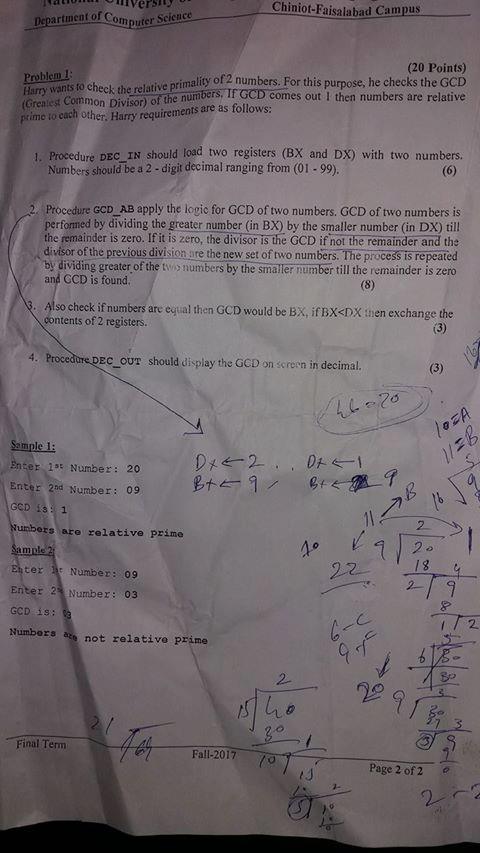 National University
Department of Computer Science
Chiniot-Faisalabad Campus
(20 Points)
Problem 1:
Harry wants to check the relative primality of 2 numbers. For this purpose, he checks the GCD
(Greatest Common Divisor) of the numbers. If GCD comes out 1 then numbers are relative
prime to each other. Harry requirements are as follows:
1. Procedure DEC_IN should load two registers (BX and DX) with two numbers.
Numbers should be a 2 - digit decimal ranging from (01 - 99). (6)
2. Procedure GCD_AB apply the logic for GCD of two numbers. GCD of two numbers is
performed by dividing the greater number (in BX) by the smaller number (in DX) till
the remainder is zero. If it is zero, the divisor is the GCD if not the remainder and the
divisor of the previous division are the new set of two numbers. The process is repeated
by dividing greater of the two numbers by the smaller number till the remainder is zero
and GCD is found. (8)
3. Also check if numbers are equal then GCD would be BX, if BX<DX then exchange the
contents of 2 registers. (3)
4. Procedure DEC_OUT should display the GCD on screen in decimal. (3)
10=A
11=B
Sample 1:
Enter 1st Number: 20
Dx ← 2 .. Dx ← 1
Enter 2nd Number: 09
Bx ← 9
9
GCD is: 1
Numbers are relative prime
Sample 2:
Enter 1st Number: 09
Enter 2nd Number: 03
GCD is: 03
Numbers are not relative prime
11
B
2
9 20
18 4
2 9
8
1 2
22
20
2
15 40
30 1
10 15
21
Final Term
Fall-2017
Page 2 of 2